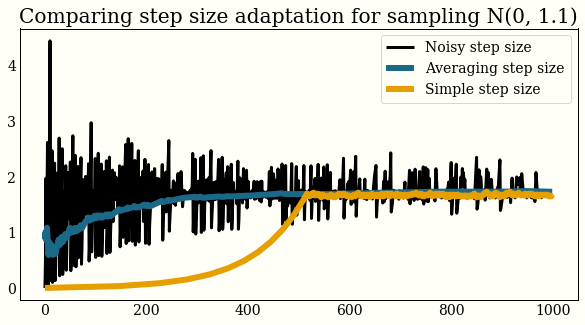 Comparing step size adaptation for sampling N(0, 1.1)
Noisy step size
Averaging step size
Simple step size
4
3
2
1
0
0 200 400 600 800 1000